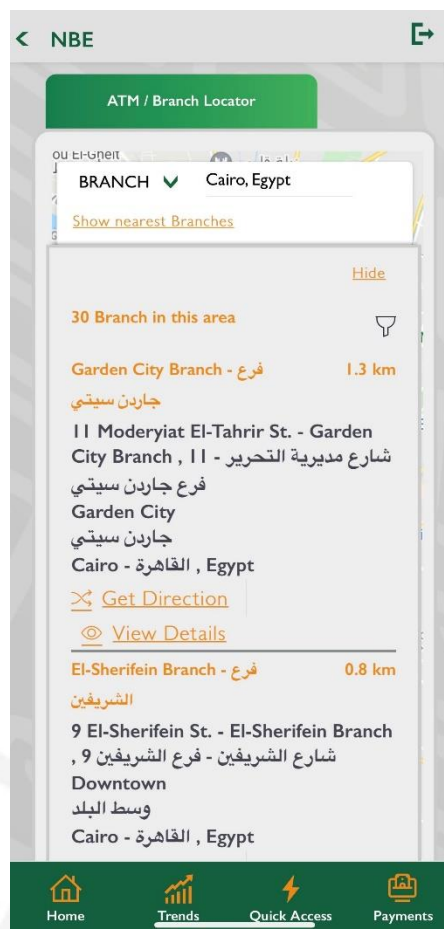 NBE
ATM / Branch Locator
ou El-Gheit
BRANCH
Cairo, Egypt
Show nearest Branches
Hide
30 Branch in this area
Garden City Branch - فرع
1.3 km
جاردن سيتي
11 Moderyiat El-Tahrir St. - Garden
City Branch , 11 - شارع مديرية التحرير
فرع جاردن سيتي
Garden City
جاردن سيتي
Cairo - القاهرة , Egypt
Get Direction
View Details
El-Sherifein Branch - فرع
0.8 km
الشريفين
9 El-Sherifein St. - El-Sherifein Branch
, 9 شارع الشريفين - فرع الشريفين
Downtown
وسط البلد
Cairo - القاهرة , Egypt
Home
Trends
Quick Access
Payments